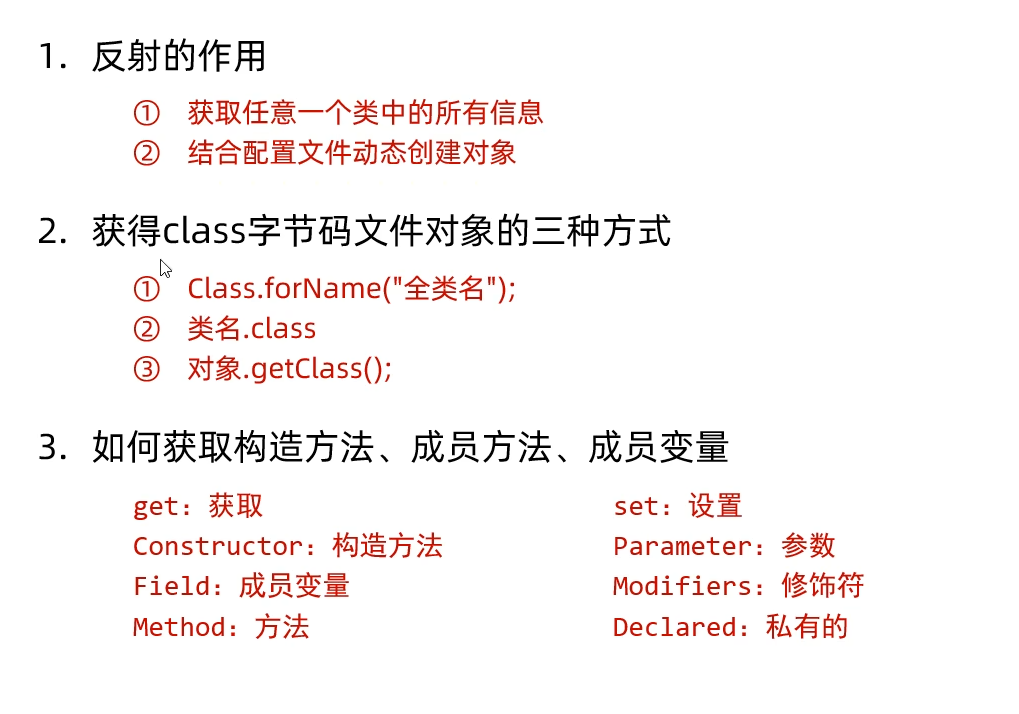 1. 反射的作用
① 获取任意一个类中的所有信息
② 结合配置文件动态创建对象
2. 获得class字节码文件对象的三种方式
① Class.forName("全类名");
② 类名.class
③ 对象.getClass();
3. 如何获取构造方法、成员方法、成员变量
get：获取 set：设置
Constructor：构造方法 Parameter：参数
Field：成员变量 Modifiers：修饰符
Method：方法 Declared：私有的